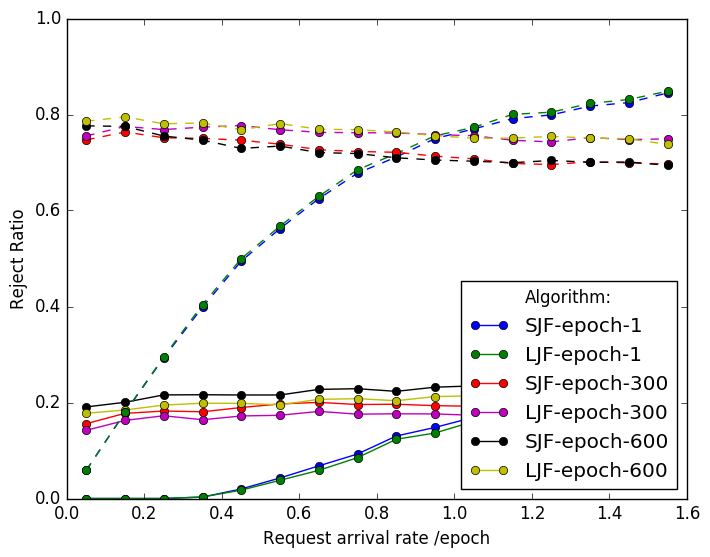 1.0
0.8
0.6
0.4
0.2
0.0
Reject Ratio
Algorithm:
SJF-epoch-1
LJF-epoch-1
SJF-epoch-300
LJF-epoch-300
SJF-epoch-600
LJF-epoch-600
0.0 0.2 0.4 0.6 0.8 1.0 1.2 1.4 1.6
Request arrival rate /epoch